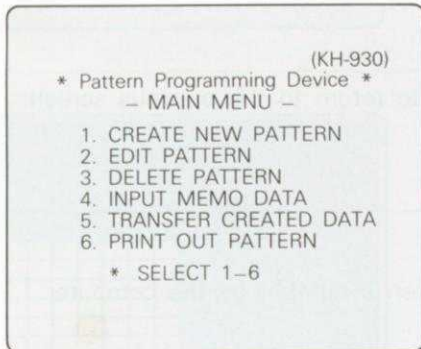 (KH-930)
* Pattern Programming Device *
– MAIN MENU –
1. CREATE NEW PATTERN
2. EDIT PATTERN
3. DELETE PATTERN
4. INPUT MEMO DATA
5. TRANSFER CREATED DATA
6. PRINT OUT PATTERN
* SELECT 1–6